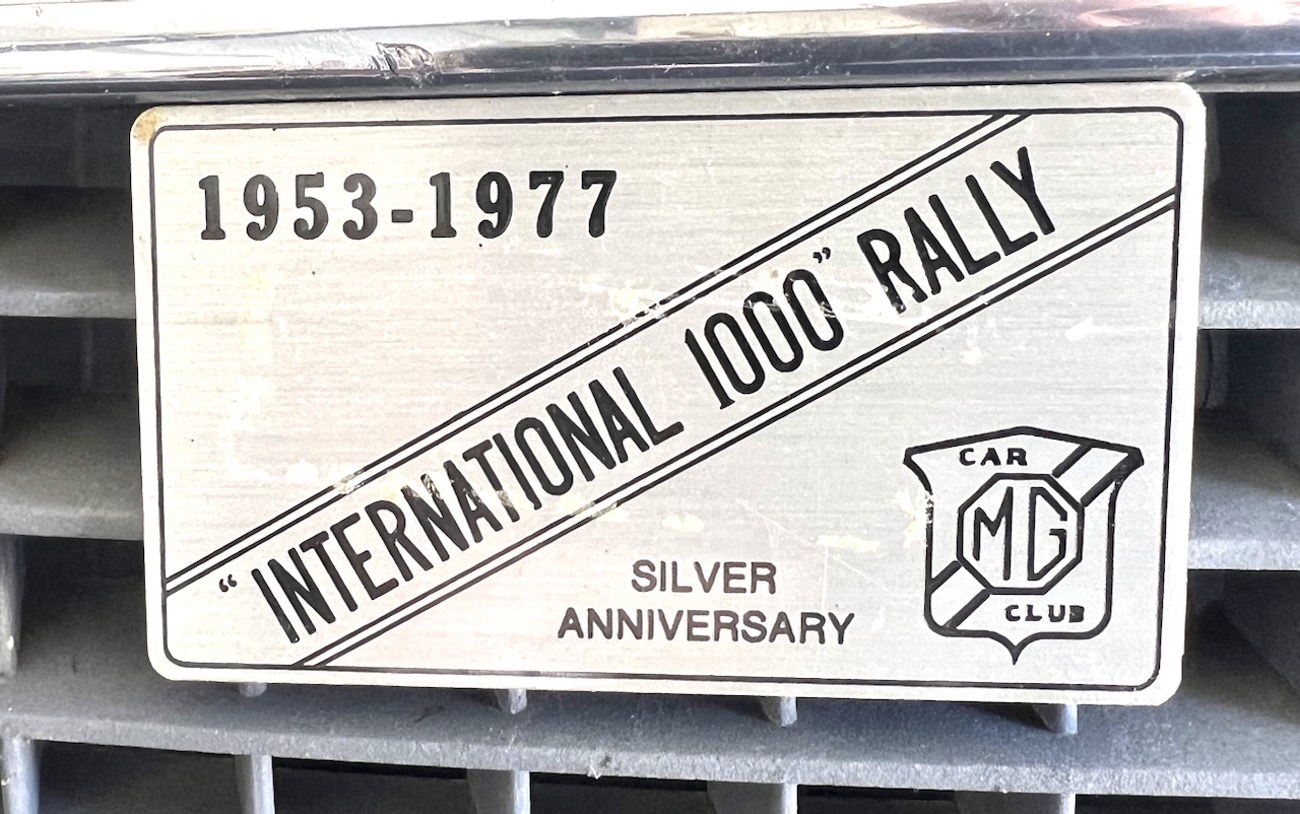 1953-1977
“INTERNATIONAL 1000” RALLY
SILVER
ANNIVERSARY
CAR
MG
CLUB